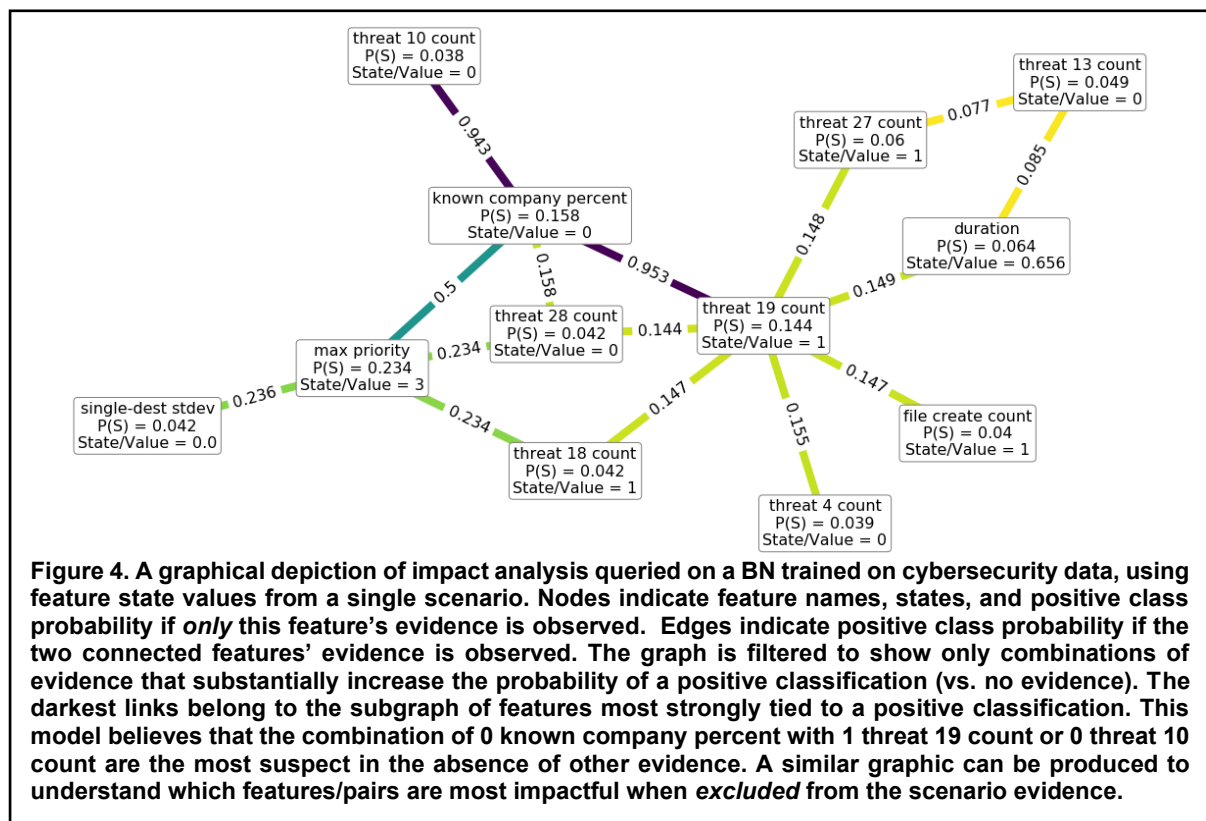 threat 10 count
P(S) = 0.038
State/Value = 0
threat 13 count
P(S) = 0.049
State/Value = 0
0.077
threat 27 count
P(S) = 0.06
State/Value = 1
0.943
0.085
known company percent
P(S) = 0.158
State/Value = 0
duration
P(S) = 0.064
State/Value = 0.656
0.148
0.953
0.158
0.149
0.5
threat 28 count
P(S) = 0.042
State/Value = 0
0.144
threat 19 count
P(S) = 0.144
State/Value = 1
max priority
P(S) = 0.234
State/Value = 3
0.234
0.236
single-dest stdev
P(S) = 0.042
State/Value = 0.0
0.234
0.147
0.155
0.147
file create count
P(S) = 0.04
State/Value = 1
threat 18 count
P(S) = 0.042
State/Value = 1
threat 4 count
P(S) = 0.039
State/Value = 0
Figure 4. A graphical depiction of impact analysis queried on a BN trained on cybersecurity data, using
feature state values from a single scenario. Nodes indicate feature names, states, and positive class
probability if only this feature's evidence is observed. Edges indicate positive class probability if the
two connected features' evidence is observed. The graph is filtered to show only combinations of
evidence that substantially increase the probability of a positive classification (vs. no evidence). The
darkest links belong to the subgraph of features most strongly tied to a positive classification. This
model believes that the combination of 0 known company percent with 1 threat 19 count or 0 threat 10
count are the most suspect in the absence of other evidence. A similar graphic can be produced to
understand which features/pairs are most impactful when excluded from the scenario evidence.